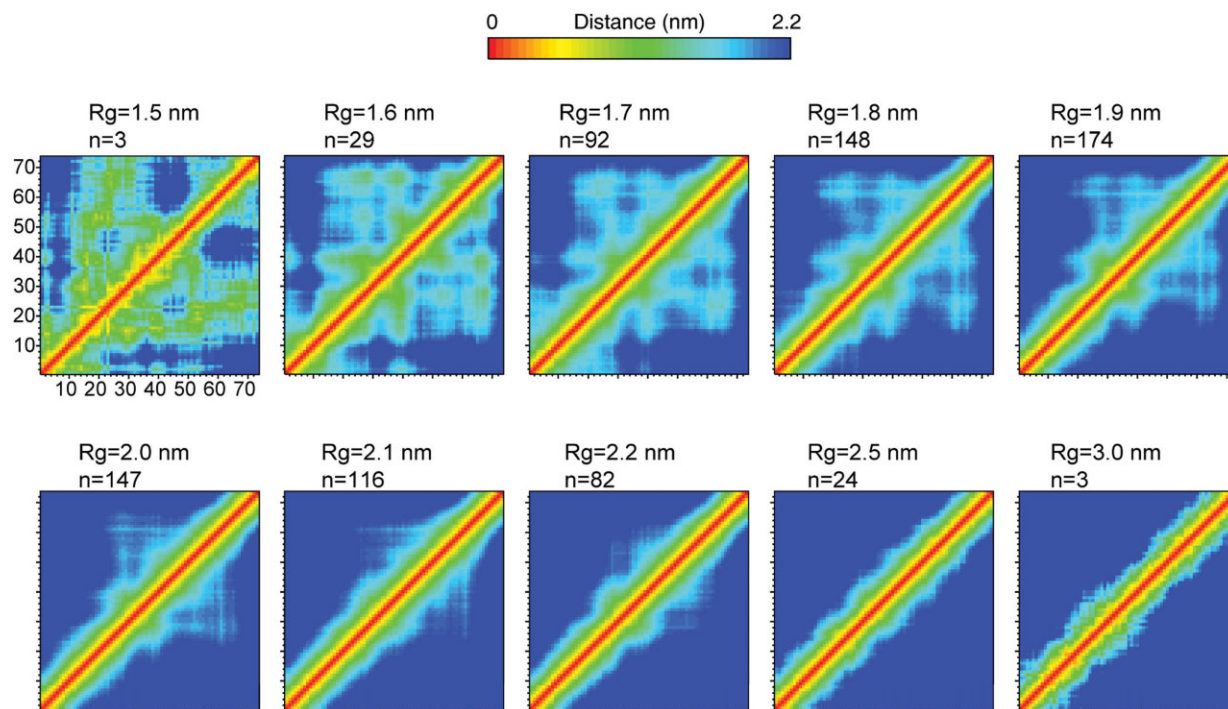 0 Distance (nm) 2.2
Rg=1.5 nm
n=3
Rg=1.6 nm
n=29
Rg=1.7 nm
n=92
Rg=1.8 nm
n=148
Rg=1.9 nm
n=174
70
60
50
40
30
20
10
10 20 30 40 50 60 70
Rg=2.0 nm
n=147
Rg=2.1 nm
n=116
Rg=2.2 nm
n=82
Rg=2.5 nm
n=24
Rg=3.0 nm
n=3